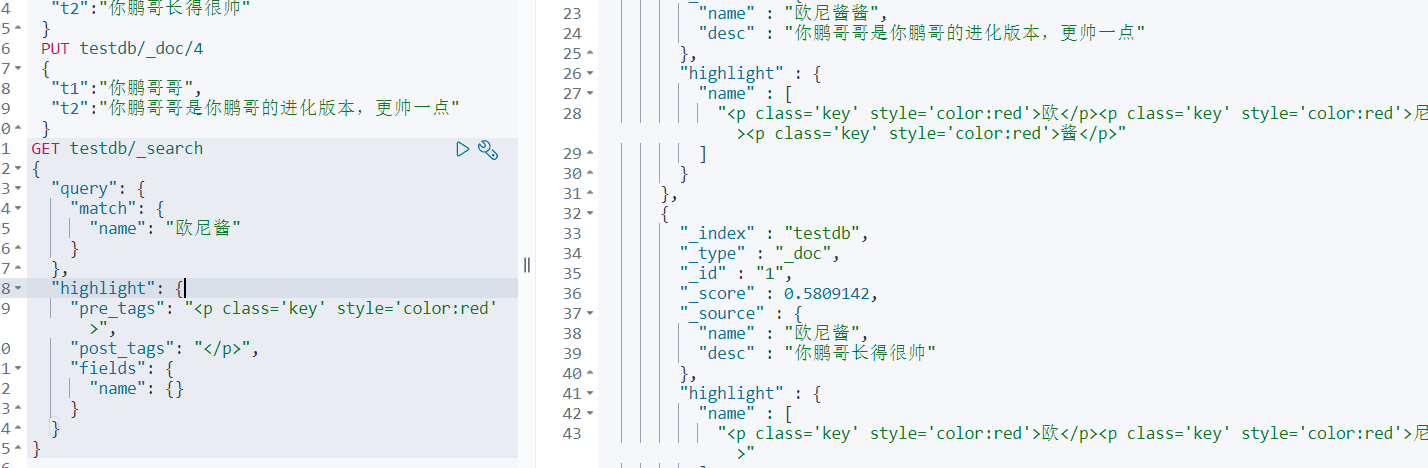 4 "t2":"你鹏哥长得很帅"
5 }
6 PUT testdb/_doc/4
7 {
8 "t1":"你鹏哥哥",
9 "t2":"你鹏哥哥是你鹏哥的进化版本，更帅一点"
0 }
1 GET testdb/_search
2 {
3 "query": {
4 "match": {
5 "name": "欧尼酱"
6 }
7 },
8 "highlight": {
9 "pre_tags": "<p class='key' style='color:red'
>",
0 "post_tags": "</p>",
1 "fields": {
2 "name": {}
3 }
4 }
5 }
23 "name" : "欧尼酱酱",
24 "desc" : "你鹏哥哥是你鹏哥的进化版本，更帅一点"
25 },
26 "highlight" : {
27 "name" : [
28 "<p class='key' style='color:red'>欧</p><p class='key' style='color:red'>尼
><p class='key' style='color:red'>酱</p>"
29 ]
30 }
31 },
32 {
33 "_index" : "testdb",
34 "_type" : "_doc",
35 "_id" : "1",
36 "_score" : 0.5809142,
37 "_source" : {
38 "name" : "欧尼酱",
39 "desc" : "你鹏哥长得很帅"
40 },
41 "highlight" : {
42 "name" : [
43 "<p class='key' style='color:red'>欧</p><p class='key' style='color:red'>尼
>"